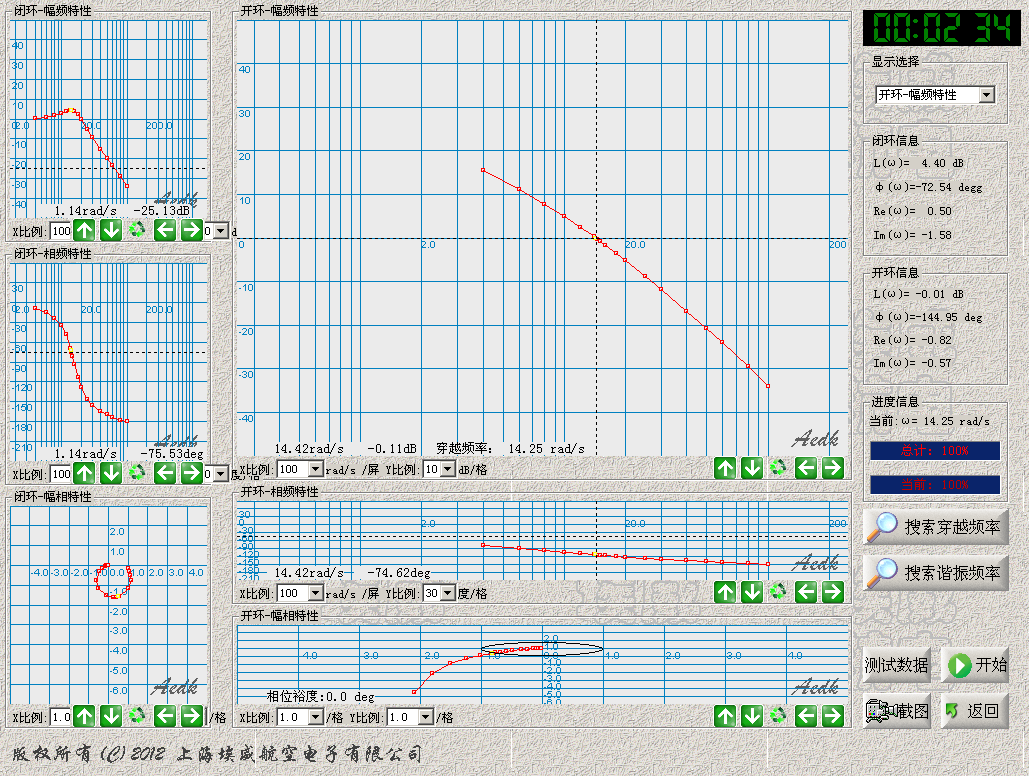 闭环-幅频特性
40
30
20
10
0
2.0
20.0
200.0
-10
-20
-30
-40
Aedk
1.14rad/s -25.13dB
X比例: 100
0
闭环-相频特性
30
0
2.0
20.0
200.0
-30
-60
-90
-120
-150
-180
-210
Aedk
1.14rad/s -75.53deg
X比例: 100
0
度/格
闭环-幅相特性
2.0
1.0
-4.0 -3.0 -2.0 -1.0 0.0 1.0 2.0 3.0 4.0
-1.0
-2.0
-3.0
-4.0
-5.0
-6.0
Aedk
X比例: 1.0
/格
开环-幅频特性
40
30
20
10
0
2.0
20.0
200
-10
-20
-30
-40
Aedk
14.42rad/s -0.11dB 穿越频率: 14.25 rad/s
X比例: 100 rad/s /屏 Y比例: 10 dB/格
开环-相频特性
30
0
2.0
20.0
200
-30
-60
-90
-120
-150
-180
-210
Aedk
14.42rad/s -74.62deg
X比例: 100 rad/s /屏 Y比例: 30 度/格
开环-幅相特性
2.0
1.0
-4.0 -3.0 -2.0 -1.0 0.0 1.0 2.0 3.0 4.0
-1.0
-2.0
-3.0
-4.0
-5.0
-6.0
Aedk
相位裕度:0.0 deg
X比例: 1.0 /格 Y比例: 1.0 /格
00:02 34
显示选择
开环-幅频特性
闭环信息
L(ω)= 4.40 dB
φ(ω)=-72.54 degg
Re(ω)= 0.50
Im(ω)= -1.58
开环信息
L(ω)= -0.01 dB
φ(ω)=-144.95 deg
Re(ω)= -0.82
Im(ω)= -0.57
进度信息
当前:ω= 14.25 rad/s
总计: 100%
当前: 100%
搜索穿越频率
搜索谐振频率
测试数据
开始
截图
返回
版权所有 (C) 2012 上海埃威航空电子有限公司